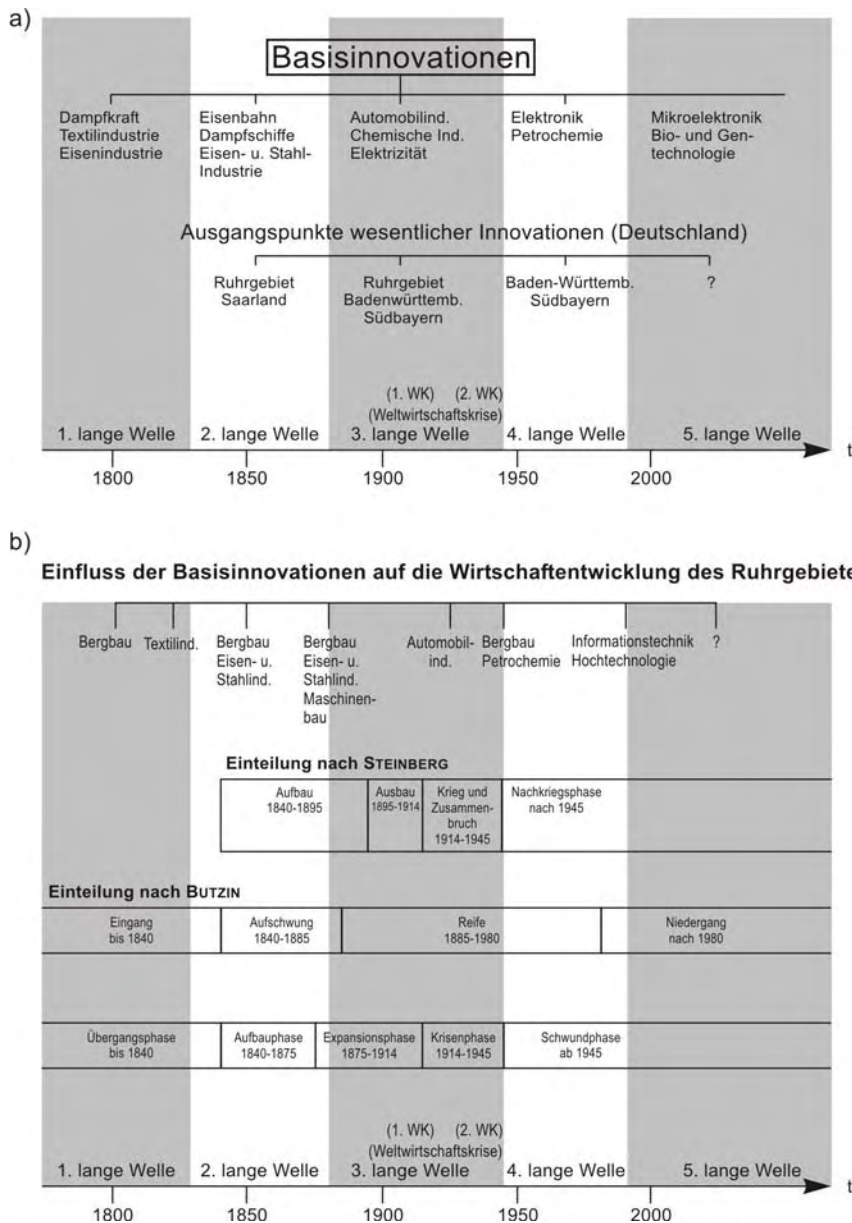 a)
Basisinnovationen
Dampfkraft
Textilindustrie
Eisenindustrie
Eisenbahn
Dampfschiffe
Eisen- u. Stahl-
Industrie
Automobilind.
Chemische Ind.
Elektrizität
Elektronik
Petrochemie
Mikroelektronik
Bio- und Gen-
technologie
Ausgangspunkte wesentlicher Innovationen (Deutschland)
Ruhrgebiet
Saarland
Ruhrgebiet
Badenwürttemb.
Südbayern
Baden-Württemb.
Südbayern
?
(1. WK) (2. WK)
(Weltwirtschaftskrise)
1. lange Welle 2. lange Welle 3. lange Welle 4. lange Welle 5. lange Welle
t
1800 1850 1900 1950 2000
b)
Einfluss der Basisinnovationen auf die Wirtschaftentwicklung des Ruhrgebiete
Bergbau
Textilind.
Bergbau
Eisen- u.
Stahlind.
Bergbau
Eisen- u.
Stahlind.
Maschinen-
bau
Automobil-
ind.
Bergbau
Petrochemie
Informationstechnik
Hochtechnologie
?
Einteilung nach STEINBERG
Aufbau
1840-1895
Ausbau
1895-1914
Krieg und
Zusammen-
bruch
1914-1945
Nachkriegsphase
nach 1945
Einteilung nach BUTZIN
Eingang
bis 1840
Aufschwung
1840-1885
Reife
1885-1980
Niedergang
nach 1980
Übergangsphase
bis 1840
Aufbauphase
1840-1875
Expansionsphase
1875-1914
Krisenphase
1914-1945
Schwundphase
ab 1945
(1. WK) (2. WK)
(Weltwirtschaftskrise)
1. lange Welle 2. lange Welle 3. lange Welle 4. lange Welle 5. lange Welle
t
1800 1850 1900 1950 2000